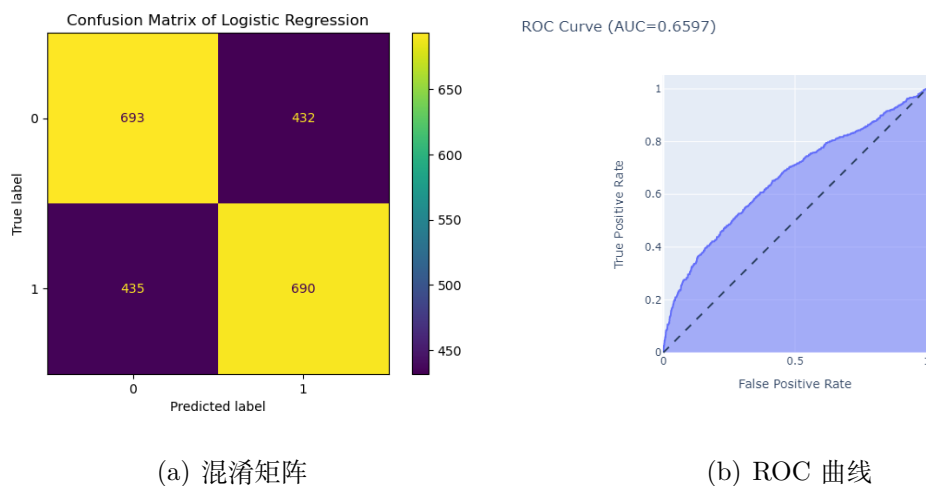 Confusion Matrix of Logistic Regression
0
1
True label
693
432
435
690
0
1
Predicted label
650
600
550
500
450
ROC Curve (AUC=0.6597)
1
0.8
0.6
0.4
0.2
0
True Positive Rate
0
0.5
1
False Positive Rate
(a) 混淆矩阵
(b) ROC 曲线